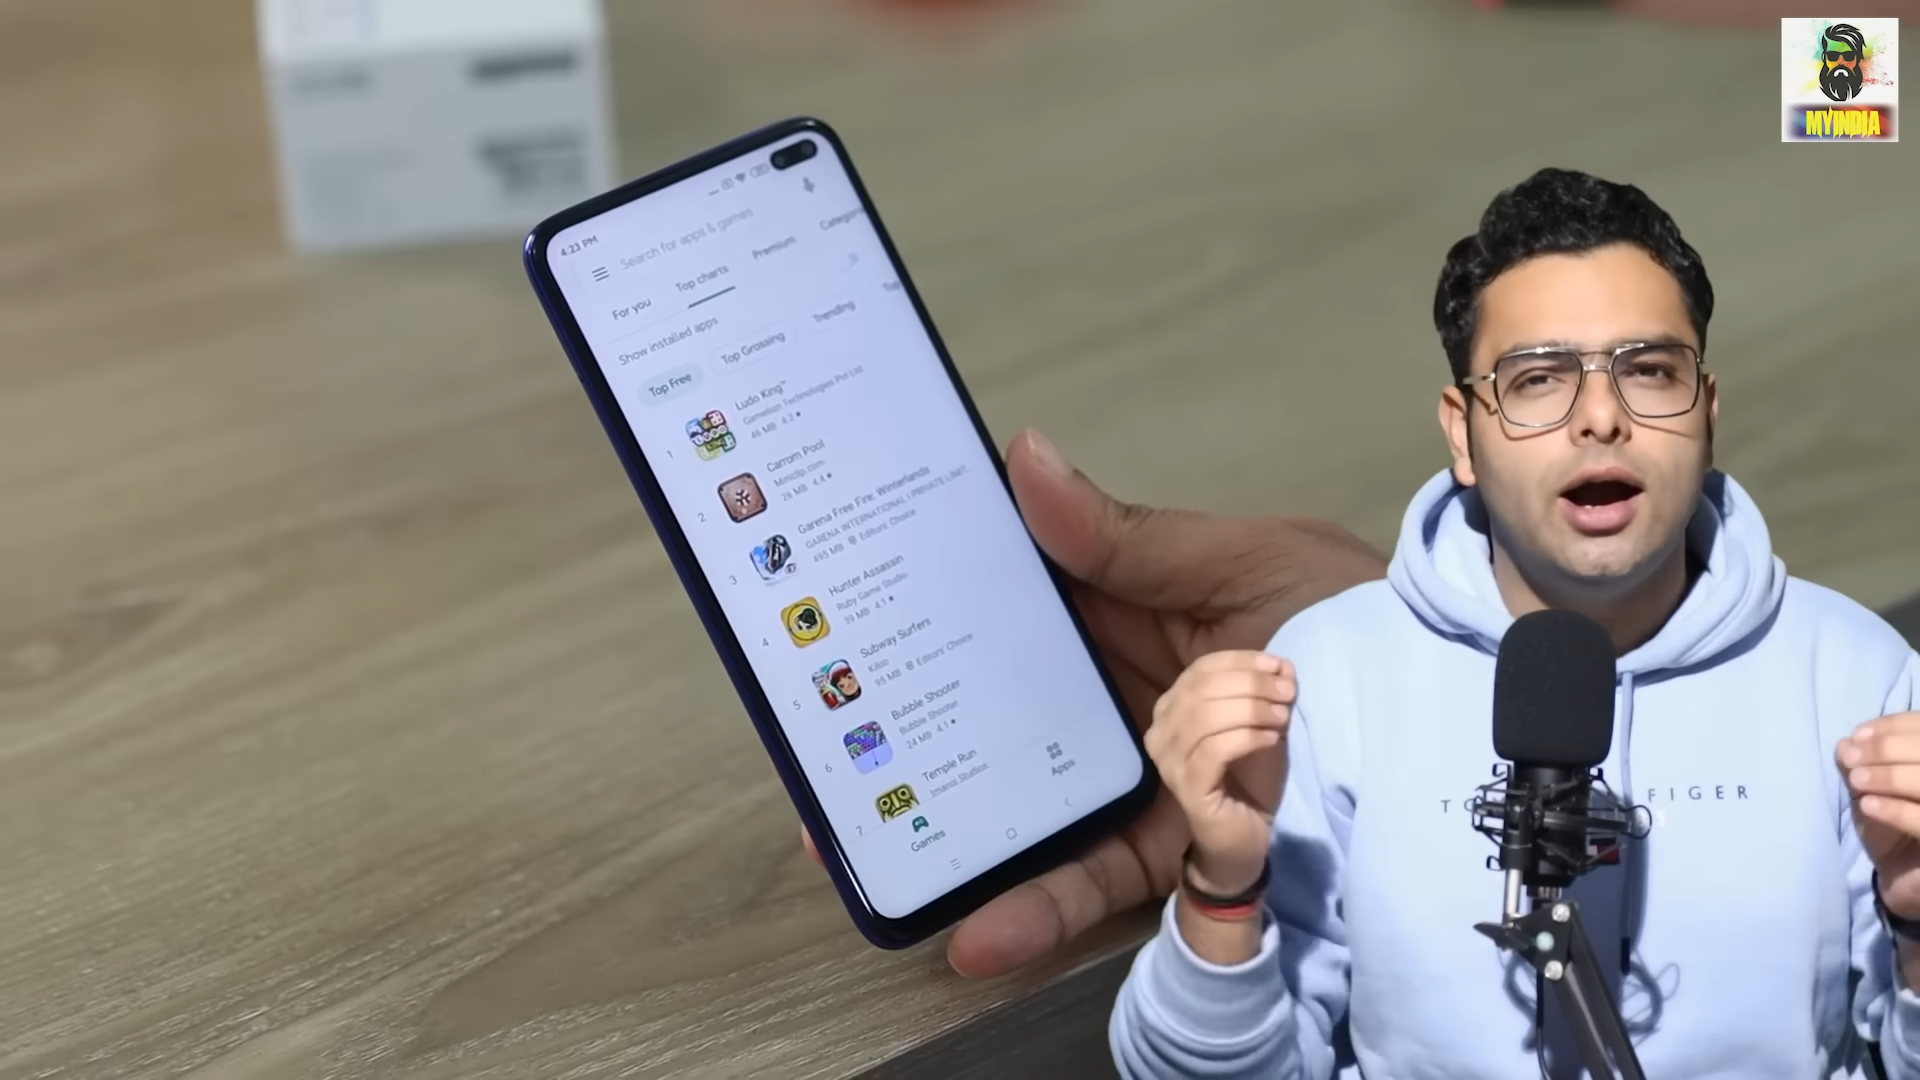 MYINDIA
4:23 PM
Search for apps & games
For you
Top charts
Premium
Show installed apps
Top Free
Top Grossing
Trending
1
Ludo King™
Gametion Technologies Pvt Ltd
46 MB 4.2★
2
Carrom Pool
Miniclip.com
26 MB 4.4★
3
Garena Free Fire: Winterlands
GARENA INTERNATIONAL I PRIVATE LIMIT...
495 MB Editors' Choice
4
Hunter Assassin
Ruby Game Studio
39 MB 4.1★
5
Subway Surfers
Kiloo
95 MB Editors' Choice
6
Bubble Shooter
Bubble Shooter
24 MB 4.1★
7
Temple Run
Imangi Studios
Games
Apps
FIGER